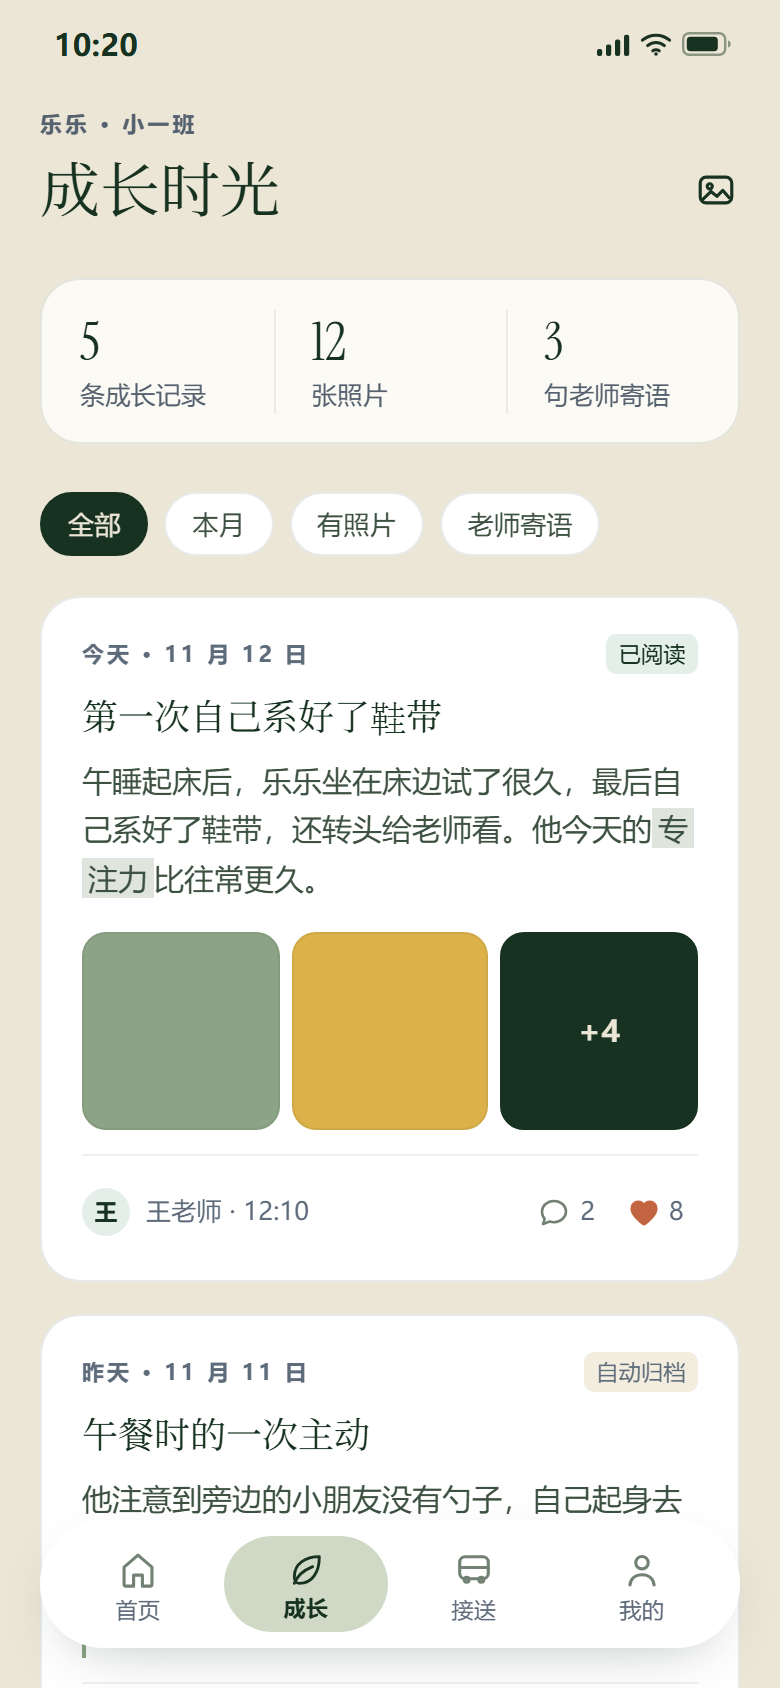 10:20
乐乐 • 小一班
成长时光
5
条成长记录
12
张照片
3
句老师寄语
全部
本月
有照片
老师寄语
今天 • 11 月 12 日
已阅读
第一次自己系好了鞋带
午睡起床后，乐乐坐在床边试了很久，最后自
己系好了鞋带，还转头给老师看。他今天的 专
注力 比往常更久。
+4
王
王老师 · 12:10
2
8
昨天 • 11 月 11 日
自动归档
午餐时的一次主动
他注意到旁边的小朋友没有勺子，自己起身去
首页
成长
接送
我的